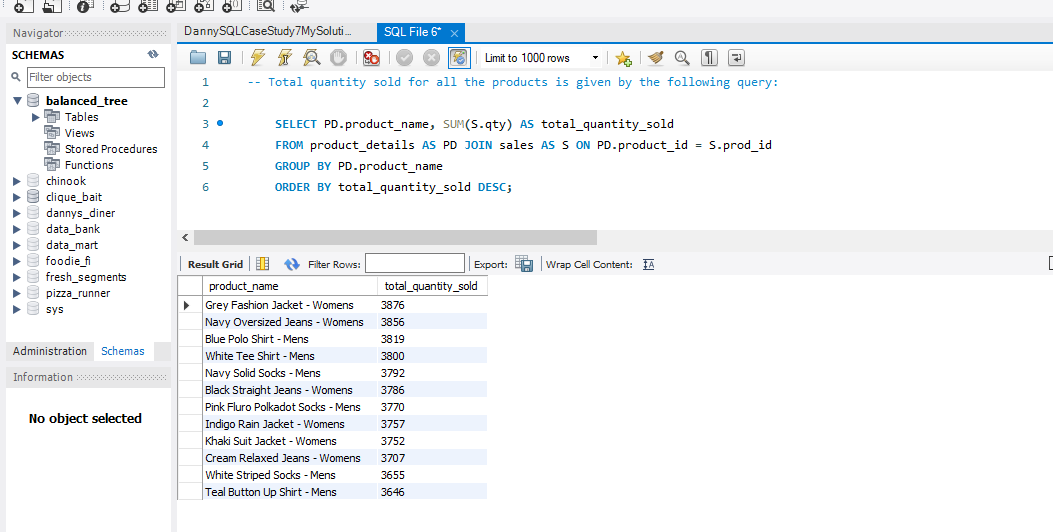 Navigator
SCHEMAS
Filter objects
balanced_tree
Tables
Views
Stored Procedures
Functions
chinook
clique_bait
dannys_diner
data_bank
data_mart
foodie_fi
fresh_segments
pizza_runner
sys
Administration Schemas
Information
No object selected
DannySQLCaseStudy7MySoluti... SQL File 6*
Limit to 1000 rows
1 -- Total quantity sold for all the products is given by the following query:
2
3 SELECT PD.product_name, SUM(S.qty) AS total_quantity_sold
4 FROM product_details AS PD JOIN sales AS S ON PD.product_id = S.prod_id
5 GROUP BY PD.product_name
6 ORDER BY total_quantity_sold DESC;
Result Grid Filter Rows: Export: Wrap Cell Content:
product_name total_quantity_sold
Grey Fashion Jacket - Womens 3876
Navy Oversized Jeans - Womens 3856
Blue Polo Shirt - Mens 3819
White Tee Shirt - Mens 3800
Navy Solid Socks - Mens 3792
Black Straight Jeans - Womens 3786
Pink Fluro Polkadot Socks - Mens 3770
Indigo Rain Jacket - Womens 3757
Khaki Suit Jacket - Womens 3752
Cream Relaxed Jeans - Womens 3707
White Striped Socks - Mens 3655
Teal Button Up Shirt - Mens 3646